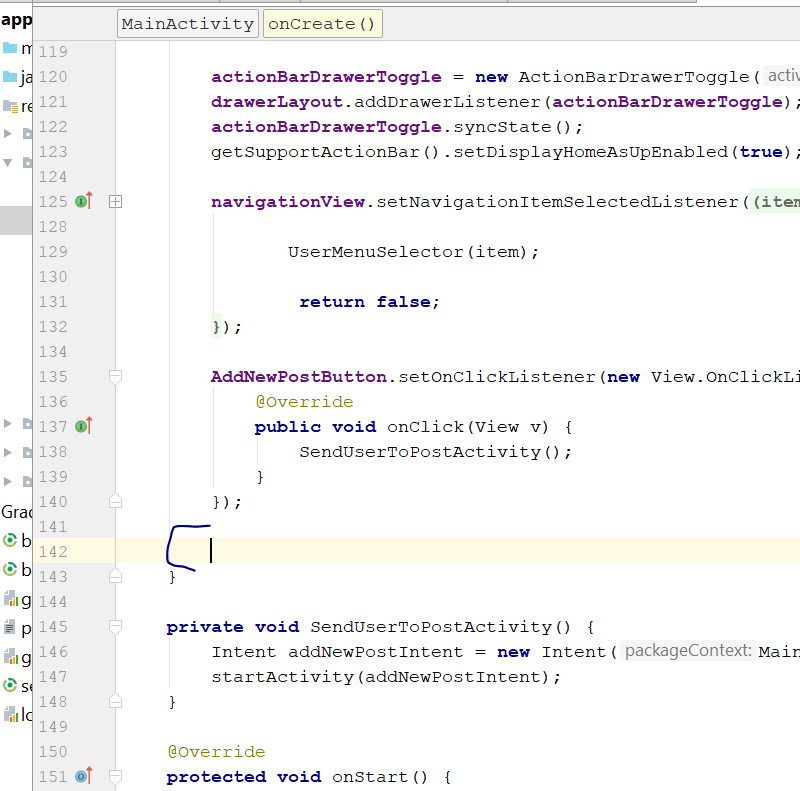 app
MainActivity
onCreate()
119
120 actionBarDrawerToggle = new ActionBarDrawerToggle(
121 drawerLayout.addDrawerListener(actionBarDrawerToggle);
122 actionBarDrawerToggle.syncState();
123 getSupportActionBar().setDisplayHomeAsUpEnabled(true);
124
125 navigationView.setNavigationItemSelectedListener((item
128
129 UserMenuSelector(item);
130
131 return false;
132 });
134
135 AddNewPostButton.setOnClickListener(new View.OnClickLi
136 @Override
137 public void onClick(View v) {
138 SendUserToPostActivity();
139 }
140 });
141
142
143 }
144
145 private void SendUserToPostActivity() {
146 Intent addNewPostIntent = new Intent( packageContext: Main
147 startActivity(addNewPostIntent);
148 }
149
150 @Override
151 protected void onStart() {